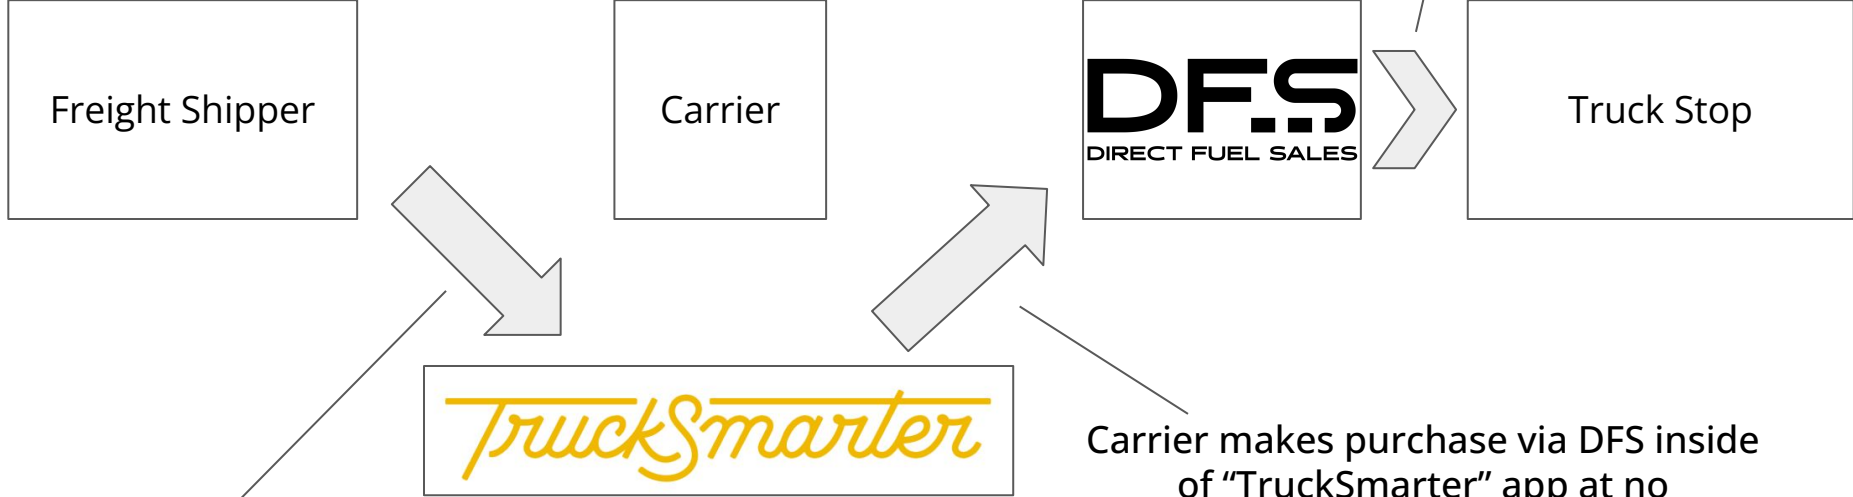 Freight Shipper
Carrier
DFS
DIRECT FUEL SALES
Truck Stop
TruckSmarter
Carrier makes purchase via DFS inside
of “TruckSmarter” app at no